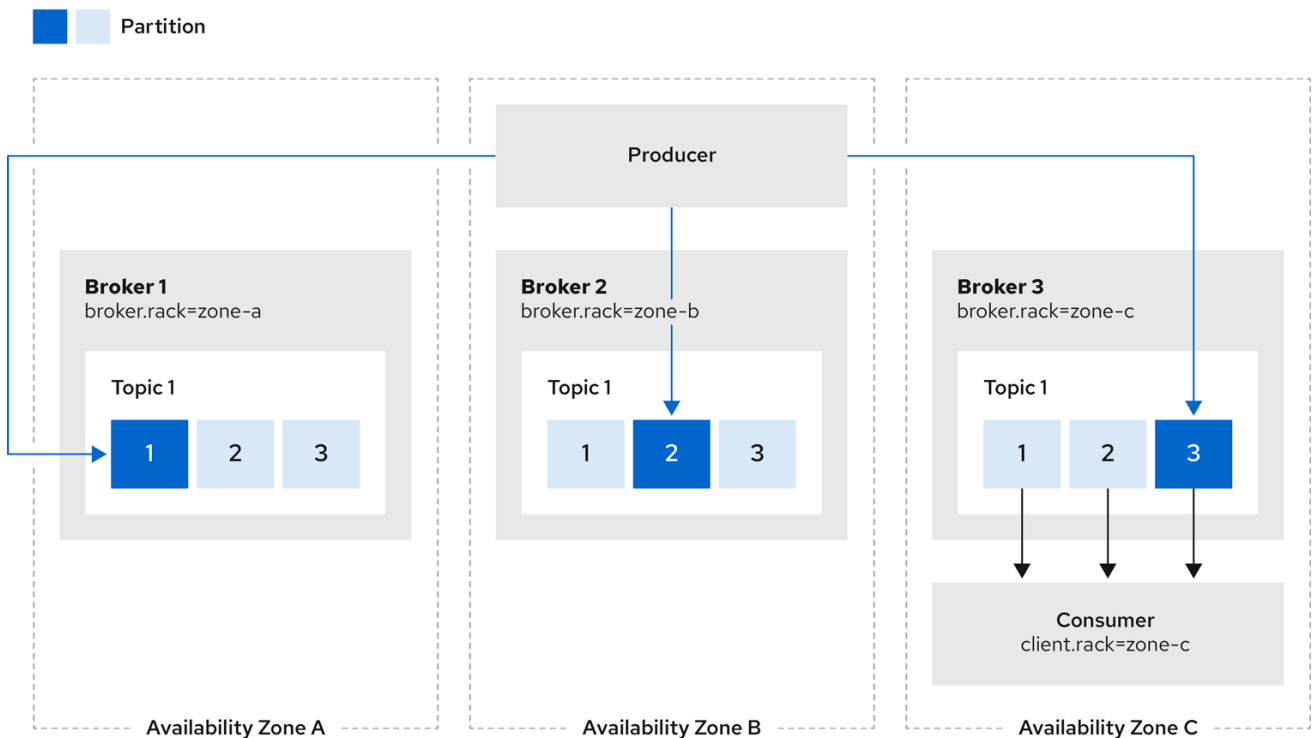 Partition
Producer
Broker 1
broker.rack=zone-a
Topic 1
1 2 3
Broker 2
broker.rack=zone-b
Topic 1
1 2 3
Broker 3
broker.rack=zone-c
Topic 1
1 2 3
Consumer
client.rack=zone-c
Availability Zone A
Availability Zone B
Availability Zone C